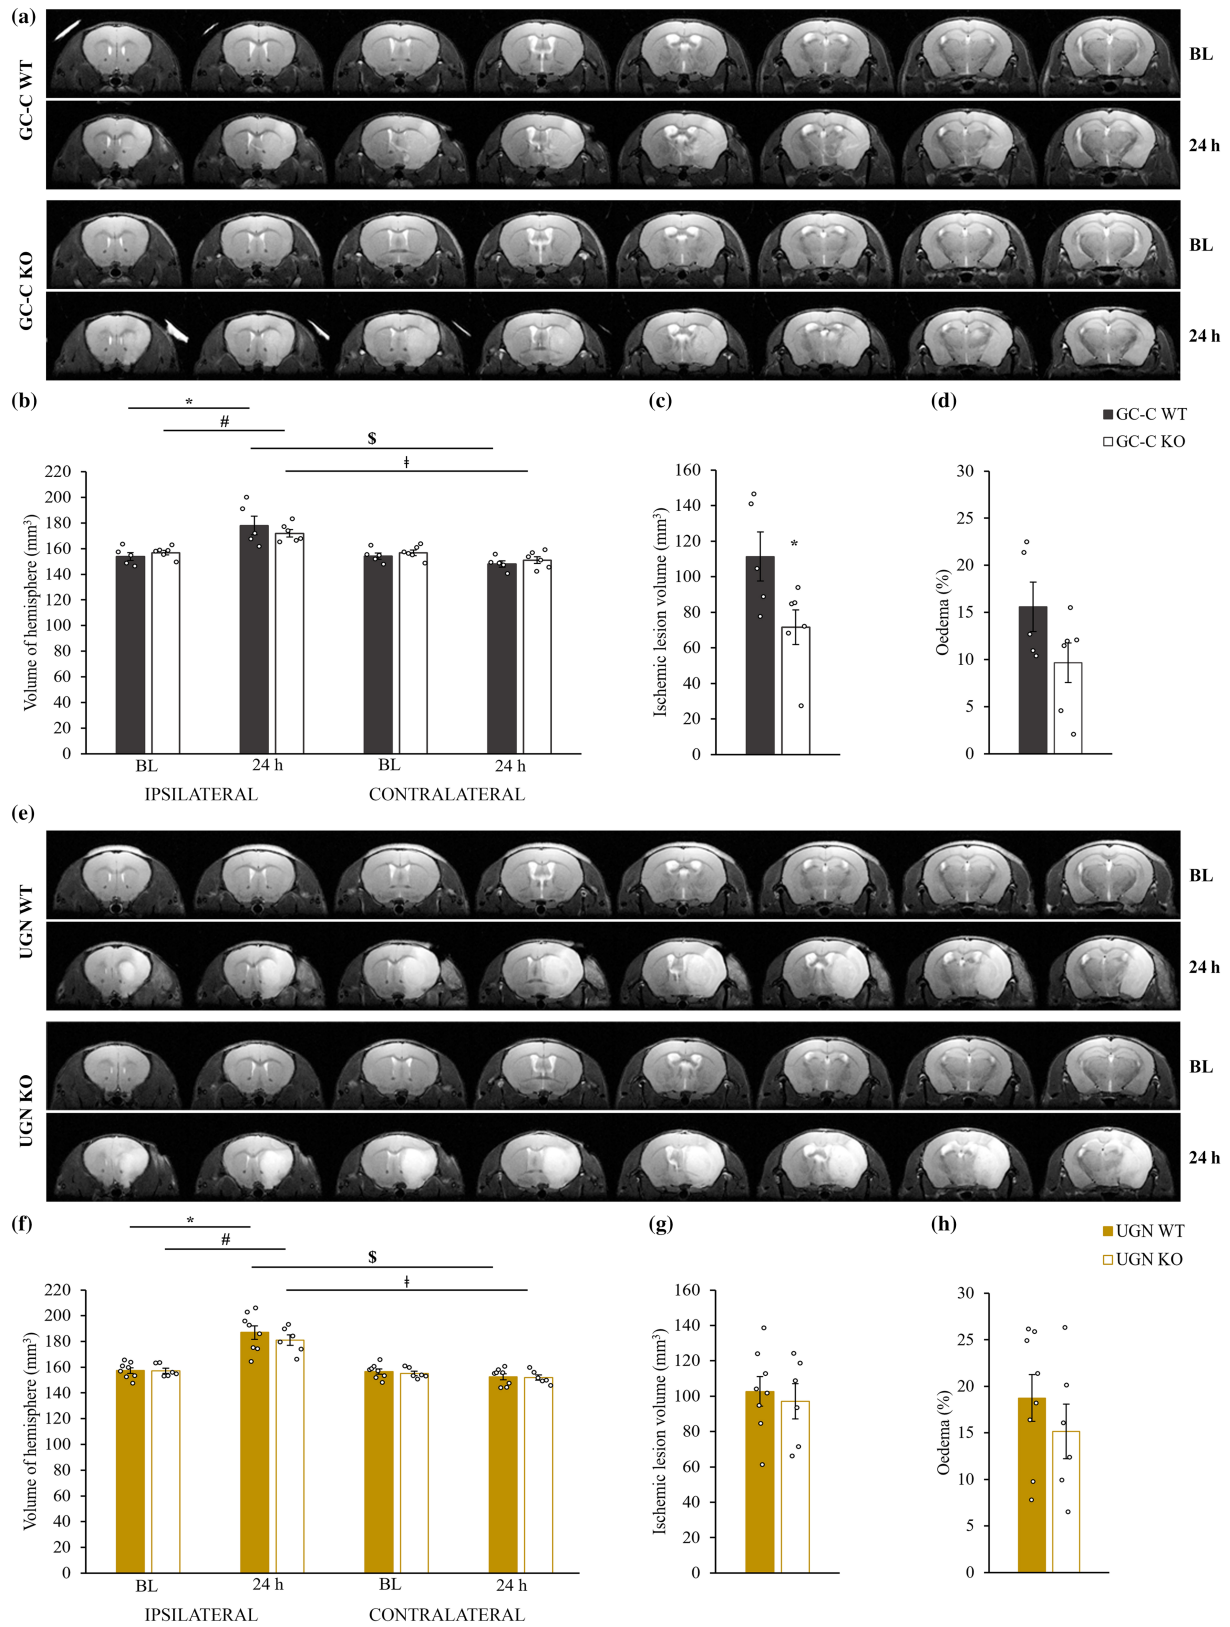 (a)
GC-C WT
BL
24 h
GC-C KO
BL
24 h
(b)
*
#
$
ǂ
Volume of hemisphere (mm³)
220
200
180
160
140
120
100
80
60
40
20
0
BL
24 h
BL
24 h
IPSILATERAL
CONTRALATERAL
(c)
Ischemic lesion volume (mm³)
160
140
120
100
80
60
40
20
0
*
(d)
GC-C WT
GC-C KO
Oedema (%)
30
25
20
15
10
5
0
(e)
UGN WT
BL
24 h
UGN KO
BL
24 h
(f)
*
#
$
ǂ
Volume of hemisphere (mm³)
220
200
180
160
140
120
100
80
60
40
20
0
BL
24 h
BL
24 h
IPSILATERAL
CONTRALATERAL
(g)
Ischemic lesion volume (mm³)
160
140
120
100
80
60
40
20
0
(h)
UGN WT
UGN KO
Oedema (%)
30
25
20
15
10
5
0